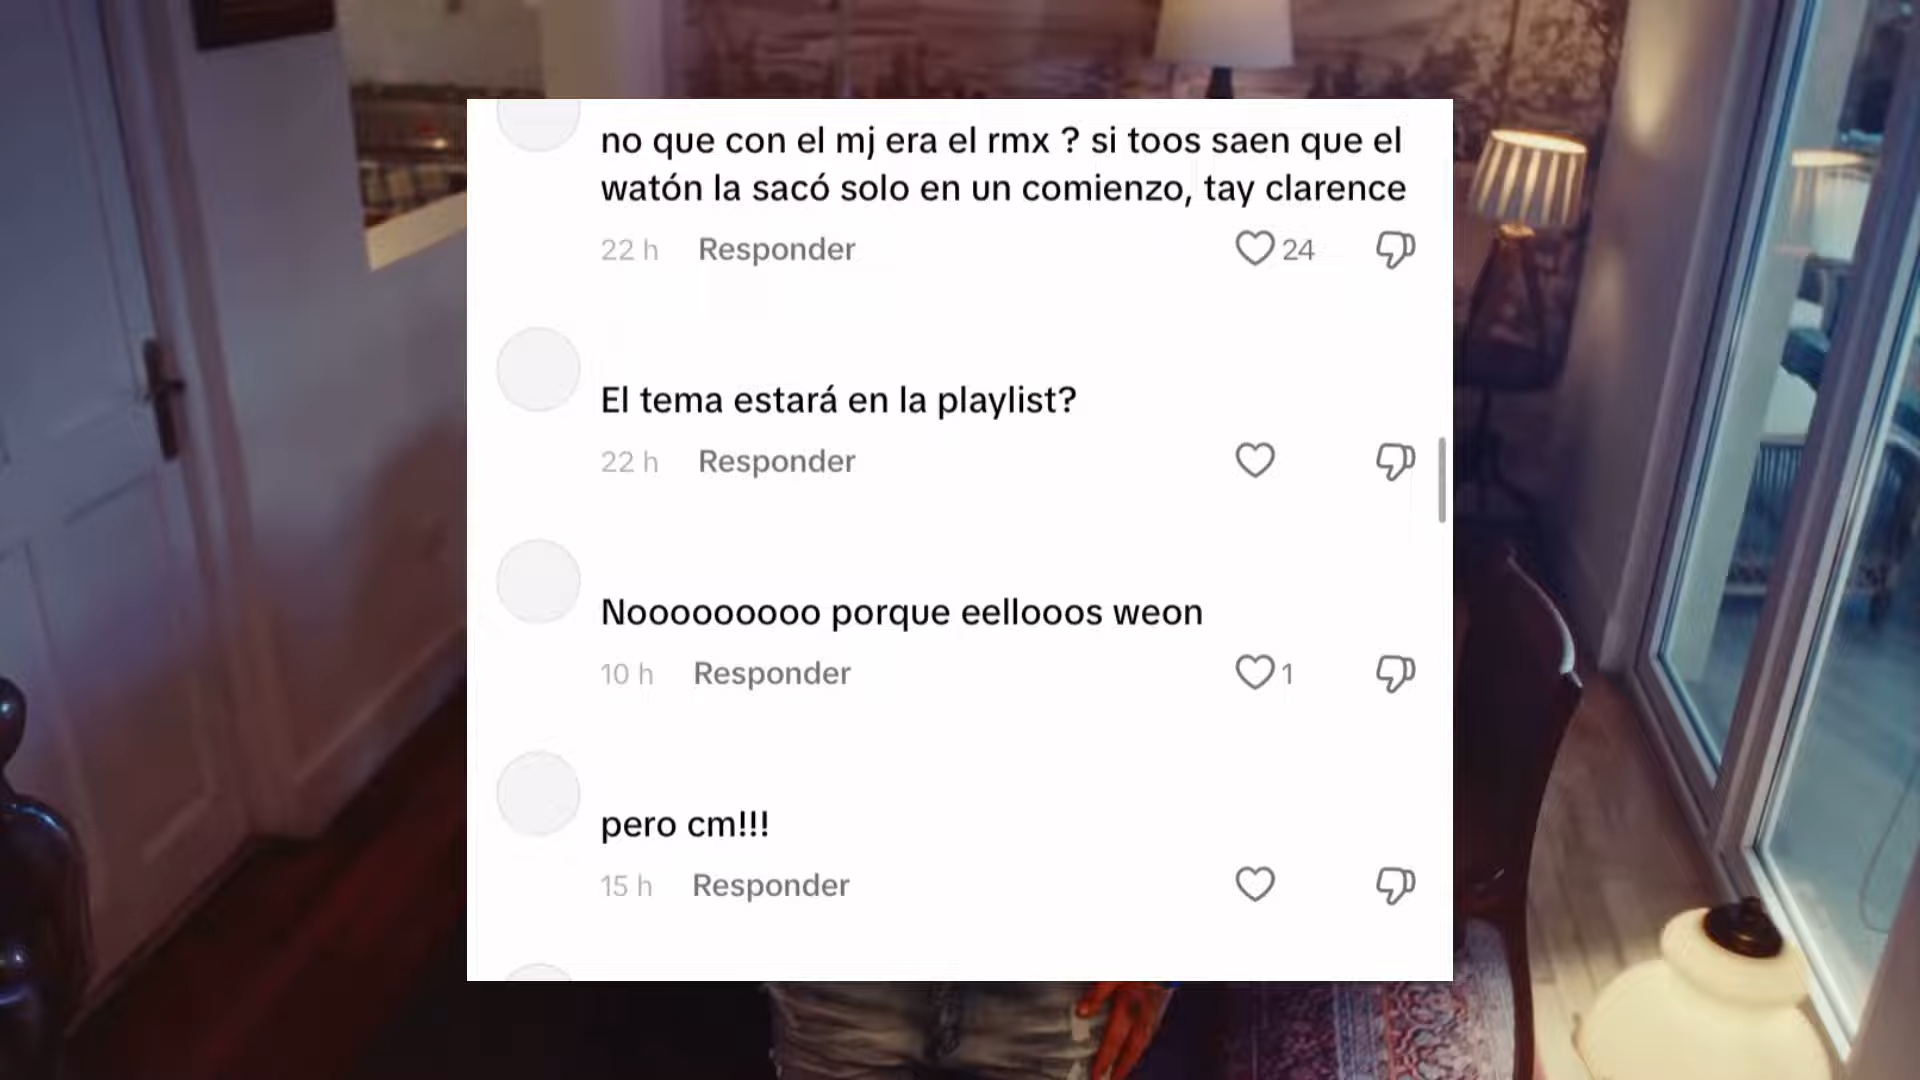 no que con el mj era el rmx ? si toos saen que el
watón la sacó solo en un comienzo, tay clarence
22 h Responder 24
El tema estará en la playlist?
22 h Responder
Nooooooooo porque eellooos weon
10 h Responder 1
pero cm!!!
15 h Responder